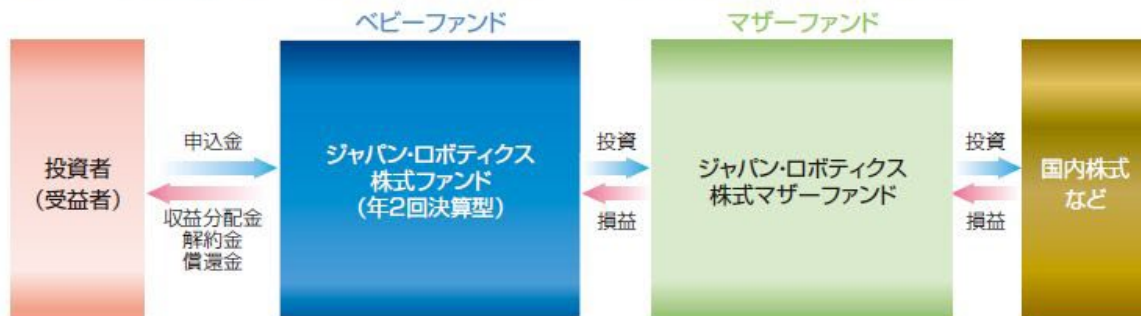 ベビーファンド
マザーファンド
投資者
(受益者)
申込金
収益分配金
解約金
償還金
ジャパン・ロボティクス
株式ファンド
(年2回決算型)
投資
損益
ジャパン・ロボティクス
株式マザーファンド
投資
損益
国内株式
など